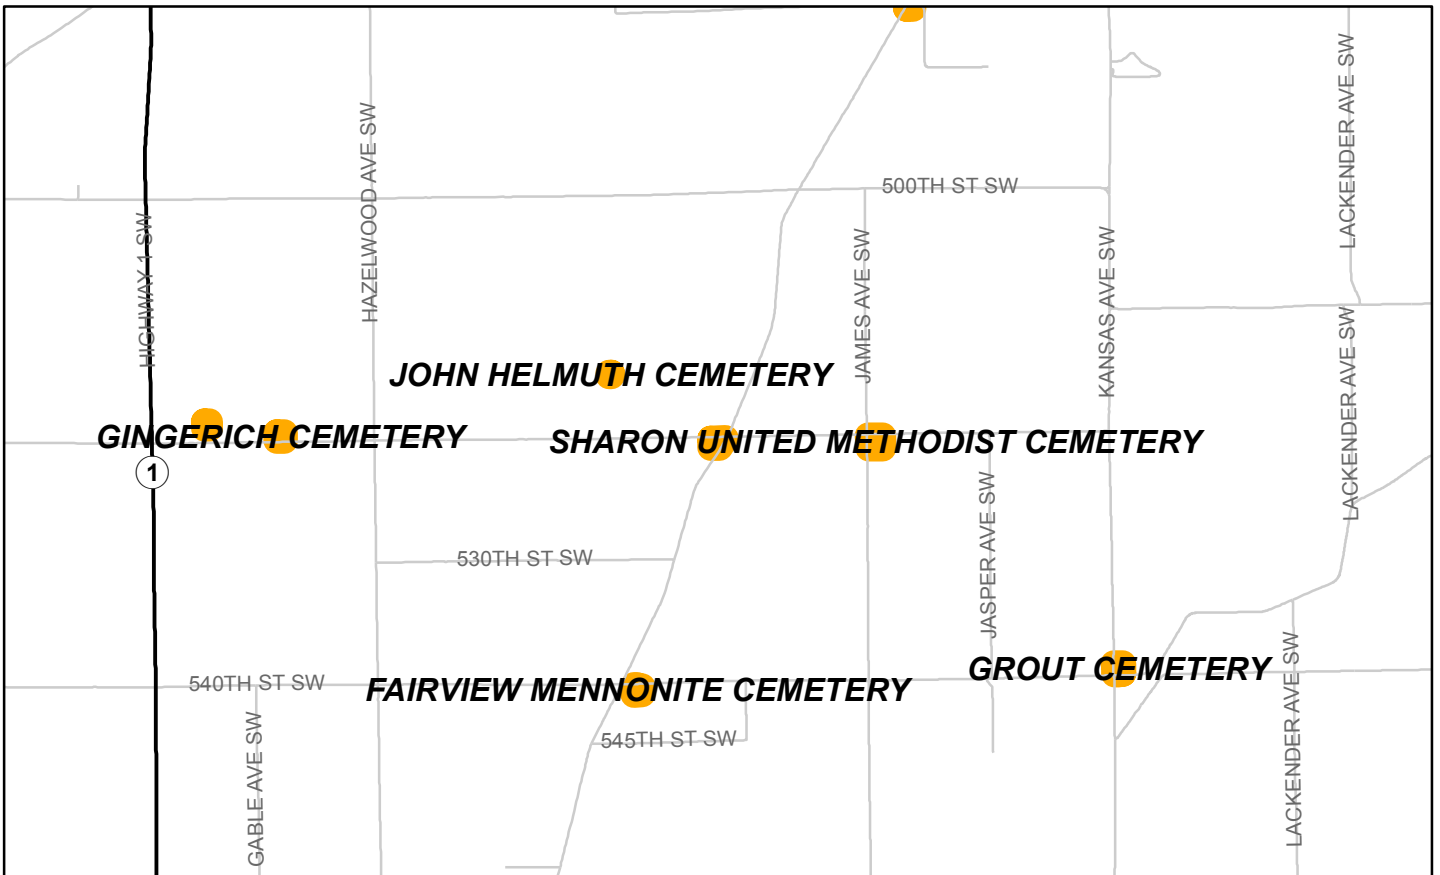 LACKENDER AVE SW
HAZELWOOD AVE SW
500TH ST SW
HIGHWAY 1 SW
JAMES AVE SW
KANSAS AVE SW
LACKENDER AVE SW
JOHN HELMUTH CEMETERY
GINGERICH CEMETERY
SHARON UNITED METHODIST CEMETERY
1
JASPER AVE SW
530TH ST SW
GROUT CEMETERY
LACKENDER AVE SW
540TH ST SW
FAIRVIEW MENNONITE CEMETERY
GABLE AVE SW
545TH ST SW